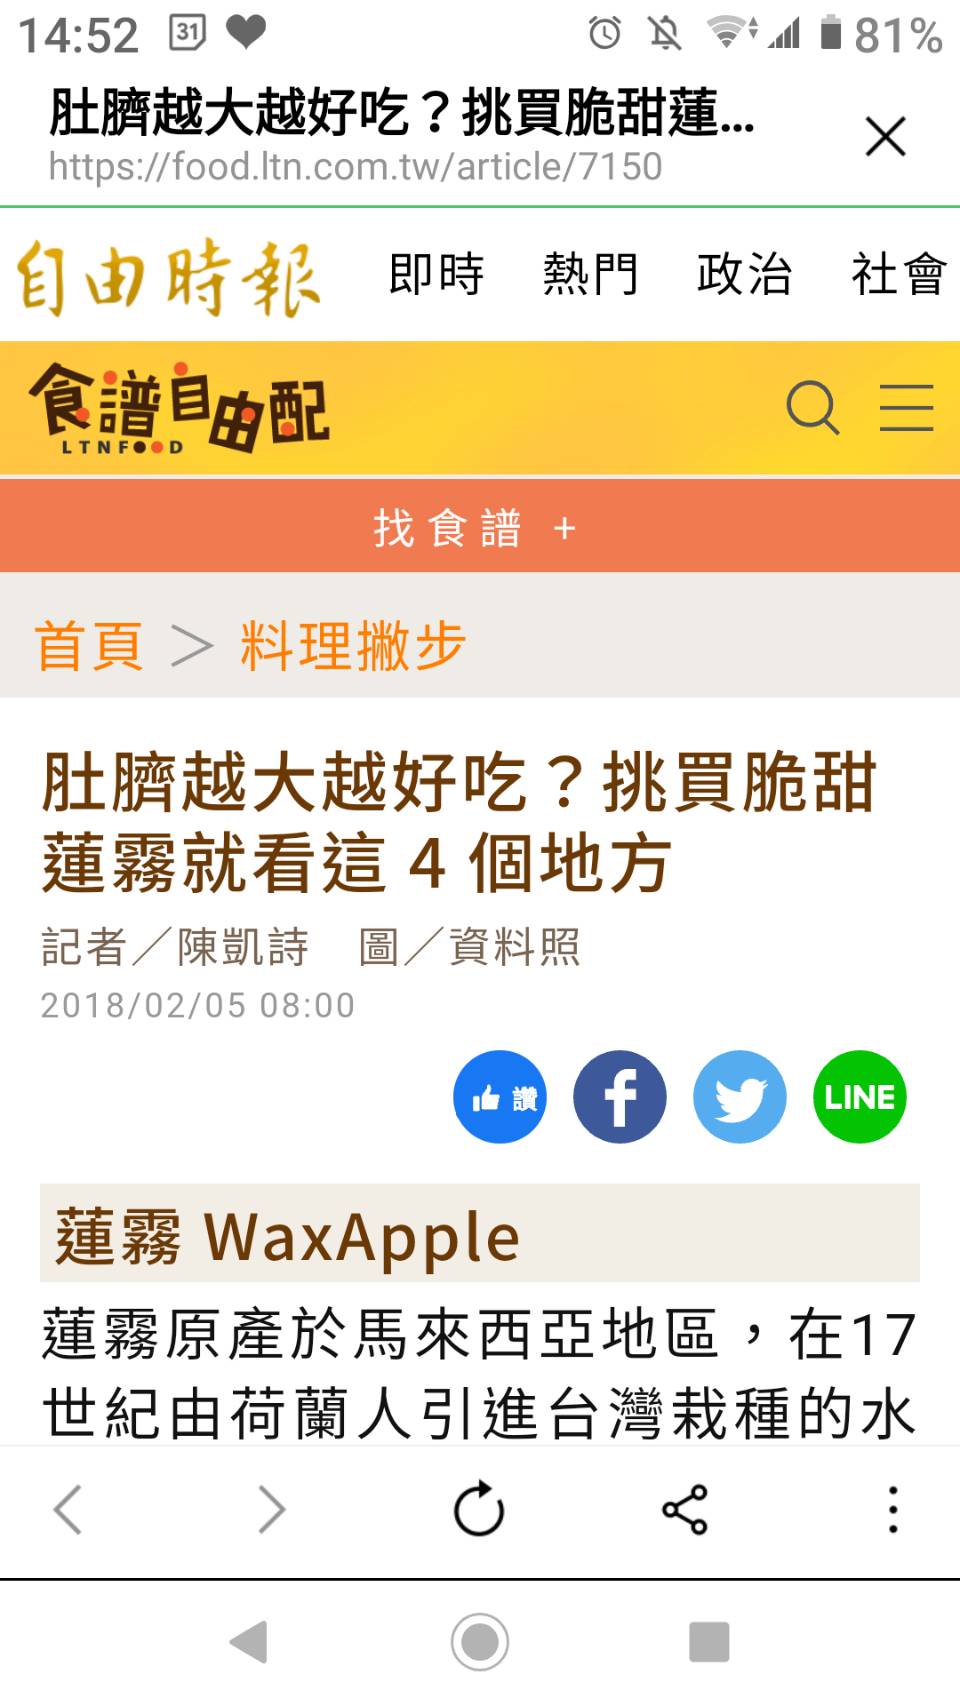 14:52 31 81%
肚臍越大越好吃？挑買脆甜蓮...
https://food.ltn.com.tw/article/7150
自由時報 即時 熱門 政治 社會
食譜自由配
LTNFOOD
找食譜 +
首頁 > 料理撇步
肚臍越大越好吃？挑買脆甜
蓮霧就看這 4 個地方
記者／陳凱詩 圖／資料照
2018/02/05 08:00
讚 f LINE
蓮霧 WaxApple
蓮霧原產於馬來西亞地區，在17
世紀由荷蘭人引進台灣栽種的水